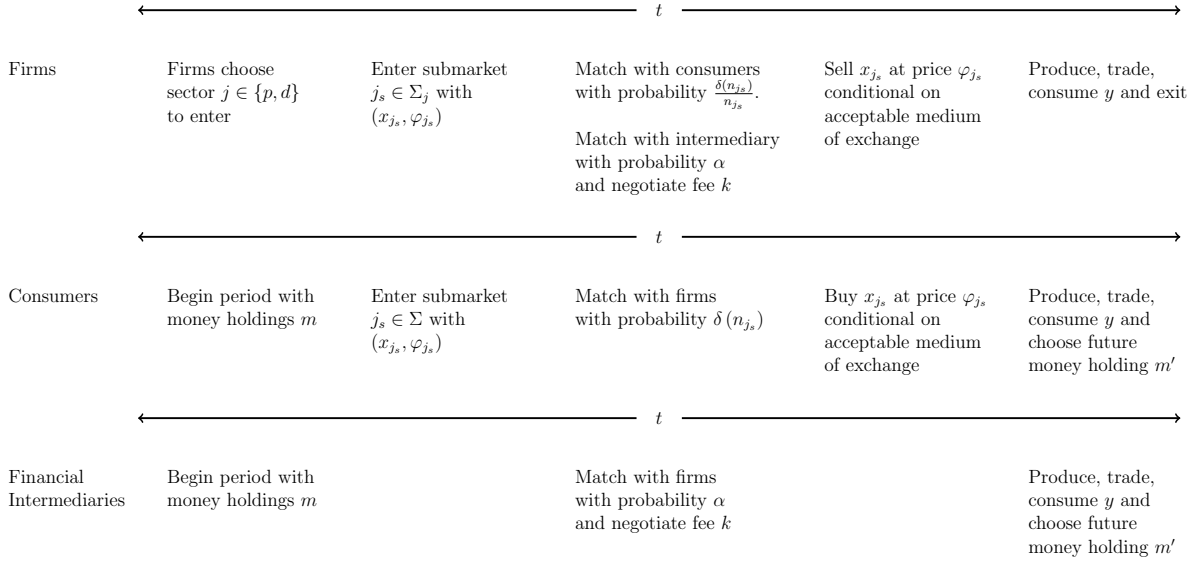 t
Firms
Firms choose
sector j ∈ {p, d}
to enter
Enter submarket
j_s ∈ Σ_j with
(x_{j_s}, φ_{j_s})
Match with consumers
with probability δ(n_{j_s})/n_{j_s}.
Match with intermediary
with probability α
and negotiate fee k
Sell x_{j_s} at price φ_{j_s}
conditional on
acceptable medium
of exchange
Produce, trade,
consume y and exit
t
Consumers
Begin period with
money holdings m
Enter submarket
j_s ∈ Σ with
(x_{j_s}, φ_{j_s})
Match with firms
with probability δ (n_{j_s})
Buy x_{j_s} at price φ_{j_s}
conditional on
acceptable medium
of exchange
Produce, trade,
consume y and
choose future
money holding m′
t
Financial
Intermediaries
Begin period with
money holdings m
Match with firms
with probability α
and negotiate fee k
Produce, trade,
consume y and
choose future
money holding m′